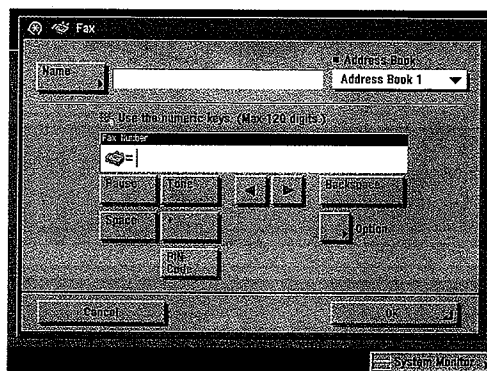 Fax
Address Book
Name
Address Book 1
Use the numeric keys. (Max 120 digits)
Fax Number
=
Pause
Tone
Backspace
Space
+
Option
PIN
Code
Cancel
OK
System Monitor